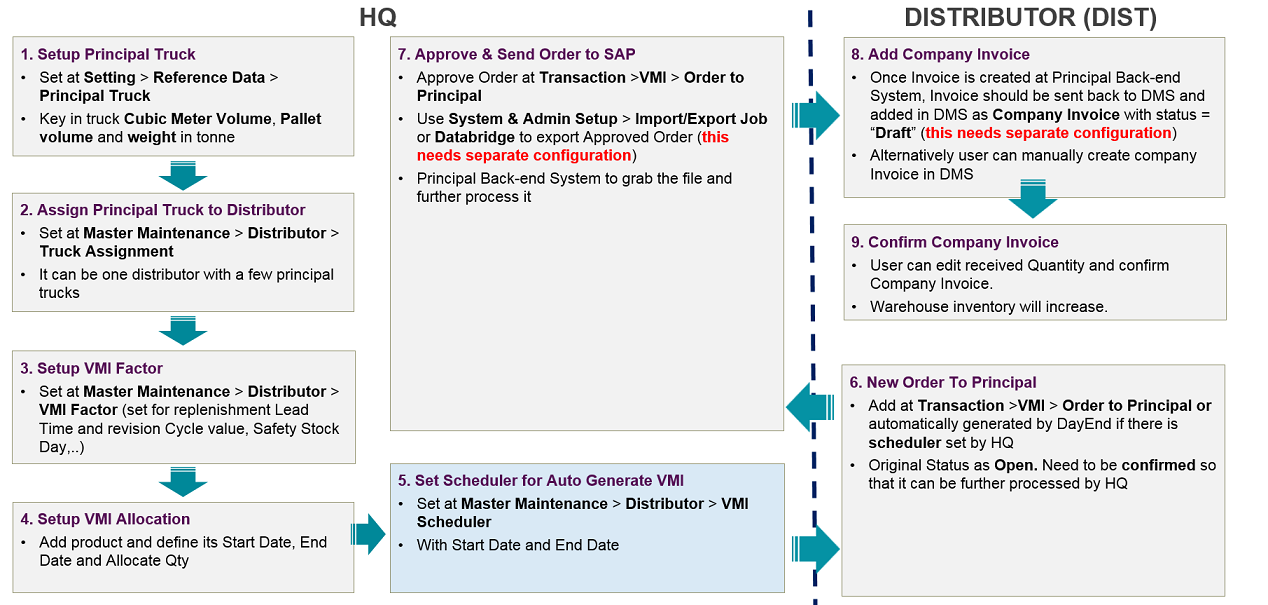 HQ
DISTRIBUTOR (DIST)
1. Setup Principal Truck
• Set at Setting > Reference Data >
Principal Truck
• Key in truck Cubic Meter Volume, Pallet
volume and weight in tonne
2. Assign Principal Truck to Distributor
• Set at Master Maintenance > Distributor >
Truck Assignment
• It can be one distributor with a few principal
trucks
3. Setup VMI Factor
• Set at Master Maintenance > Distributor >
VMI Factor (set for replenishment Lead
Time and revision Cycle value, Safety Stock
Day,..)
4. Setup VMI Allocation
• Add product and define its Start Date, End
Date and Allocate Qty
5. Set Scheduler for Auto Generate VMI
• Set at Master Maintenance > Distributor > VMI
Scheduler
• With Start Date and End Date
6. New Order To Principal
• Add at Transaction >VMI > Order to Principal or
automatically generated by DayEnd if there is
scheduler set by HQ
• Original Status as Open. Need to be confirmed so
that it can be further processed by HQ
7. Approve & Send Order to SAP
• Approve Order at Transaction >VMI > Order to
Principal
• Use System & Admin Setup > Import/Export Job
or Databridge to export Approved Order (this
needs separate configuration)
• Principal Back-end System to grab the file and
further process it
8. Add Company Invoice
• Once Invoice is created at Principal Back-end
System, Invoice should be sent back to DMS and
added in DMS as Company Invoice with status =
“Draft” (this needs separate configuration)
• Alternatively user can manually create company
Invoice in DMS
9. Confirm Company Invoice
• User can edit received Quantity and confirm
Company Invoice.
• Warehouse inventory will increase.